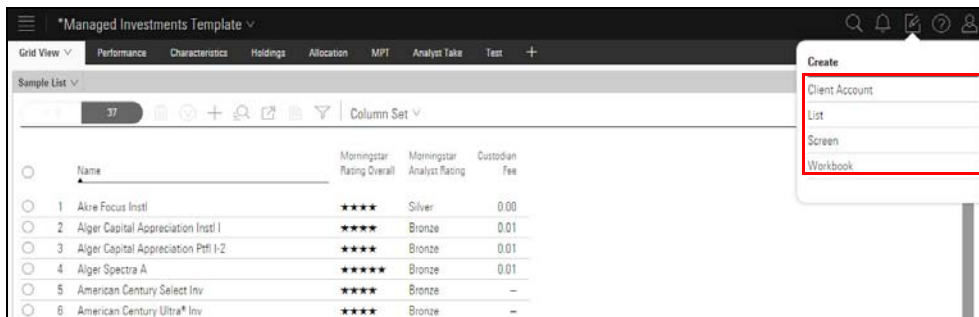 *Managed Investments Template
Grid View Performance Characteristics Holdings Allocation MPT Analyst Take Test +
Create
Client Account
List
Screen
Workbook
Sample List
37 Column Set
Name Morningstar Rating Overall Morningstar Analyst Rating Custodian Fee
1 Akre Focus Instl ★★★★ Silver 0.00
2 Alger Capital Appreciation Instl I ★★★★ Bronze 0.01
3 Alger Capital Appreciation Ptfl I-2 ★★★★ Bronze 0.01
4 Alger Spectra A ★★★★★ Bronze 0.01
5 American Century Select Inv ★★★★ Bronze –
6 American Century Ultra® Inv ★★★★ Bronze –